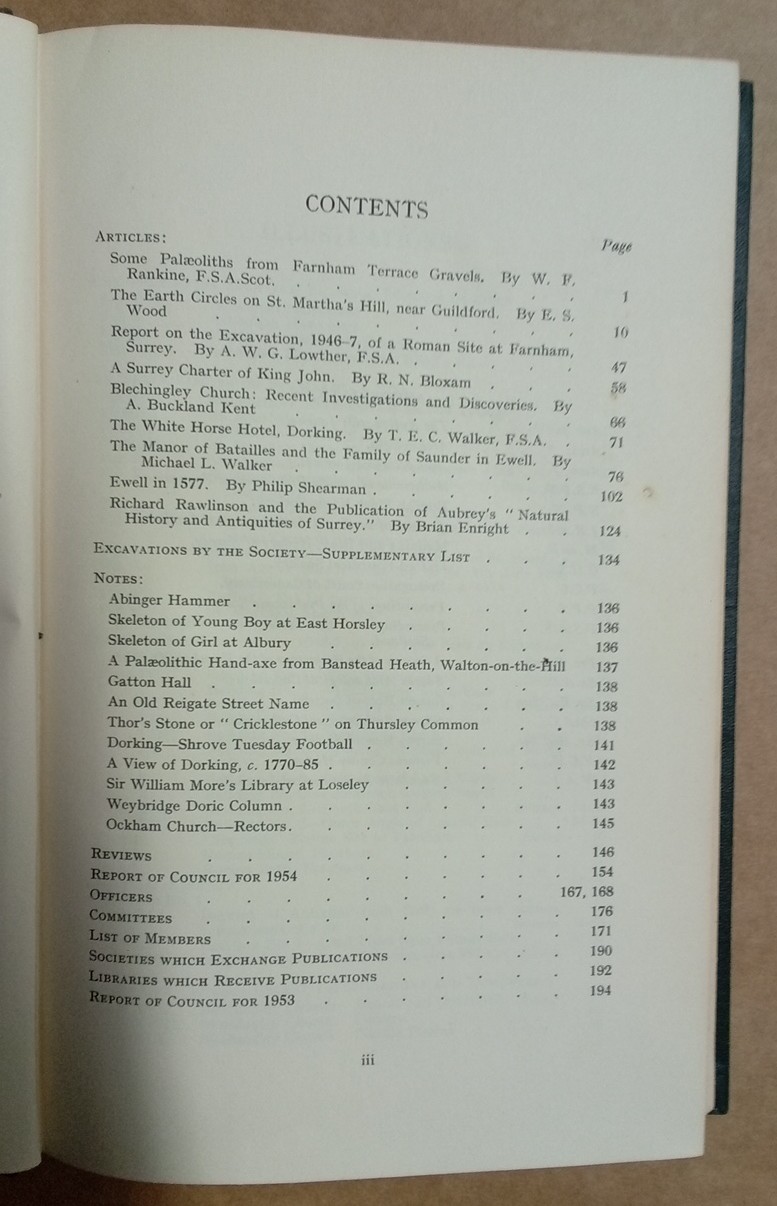 CONTENTS
ARTICLES: Page
Some Palæoliths from Farnham Terrace Gravels. By W. F.
Rankine, F.S.A.Scot. . . . . . . . 1
The Earth Circles on St. Martha's Hill, near Guildford. By E. S.
Wood . . . . . . . . . 10
Report on the Excavation, 1946-7, of a Roman Site at Farnham,
Surrey. By A. W. G. Lowther, F.S.A. . . . . . 47
A Surrey Charter of King John. By R. N. Bloxam . . . 58
Blechingley Church: Recent Investigations and Discoveries. By
A. Buckland Kent . . . . . . . . 66
The White Horse Hotel, Dorking. By T. E. C. Walker, F.S.A. . 71
The Manor of Batailles and the Family of Saunder in Ewell. By
Michael L. Walker . . . . . . . 76
Ewell in 1577. By Philip Shearman . . . . . . 102
Richard Rawlinson and the Publication of Aubrey's "Natural
History and Antiquities of Surrey." By Brian Enright . . 124
EXCAVATIONS BY THE SOCIETY—SUPPLEMENTARY LIST . . . 134
NOTES:
Abinger Hammer . . . . . . . . . 136
Skeleton of Young Boy at East Horsley . . . . . 136
Skeleton of Girl at Albury . . . . . . . 136
A Palæolithic Hand-axe from Banstead Heath, Walton-on-the-Hill 137
Gatton Hall . . . . . . . . . . 138
An Old Reigate Street Name . . . . . . . 138
Thor's Stone or "Cricklestone" on Thursley Common . . 138
Dorking—Shrove Tuesday Football . . . . . . 141
A View of Dorking, c. 1770-85 . . . . . . . 142
Sir William More's Library at Loseley . . . . . 143
Weybridge Doric Column . . . . . . . . 143
Ockham Church—Rectors. . . . . . . . 145
REVIEWS . . . . . . . . . . 146
REPORT OF COUNCIL FOR 1954 . . . . . . . 154
OFFICERS . . . . . . . . . 167, 168
COMMITTEES . . . . . . . . . . 176
LIST OF MEMBERS . . . . . . . . . 171
SOCIETIES WHICH EXCHANGE PUBLICATIONS . . . . . 190
LIBRARIES WHICH RECEIVE PUBLICATIONS . . . . . 192
REPORT OF COUNCIL FOR 1953 . . . . . . . 194
iii